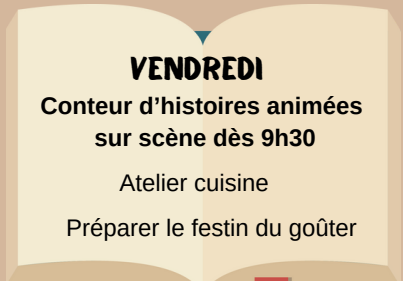 VENDREDI
Conteur d’histoires animées
sur scène dès 9h30
Atelier cuisine
Préparer le festin du goûter